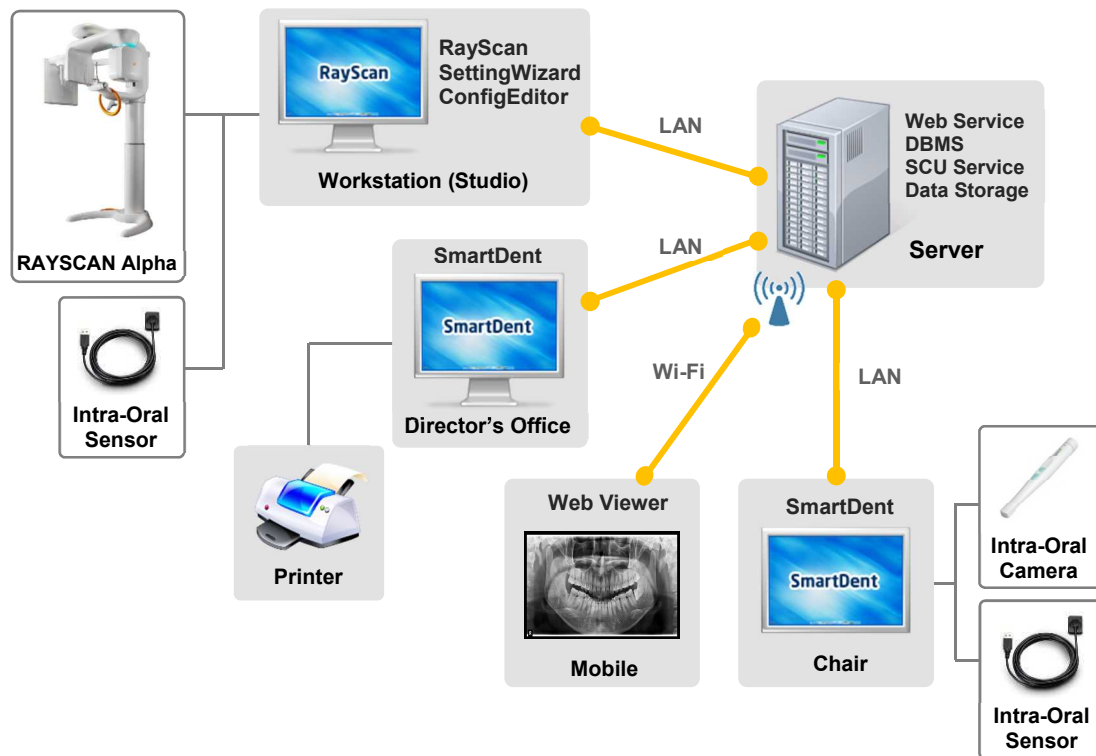 RAYSCAN Alpha
Intra-Oral
Sensor
RayScan
RayScan
SettingWizard
ConfigEditor
Workstation (Studio)
LAN
Web Service
DBMS
SCU Service
Data Storage
Server
SmartDent
SmartDent
Director's Office
LAN
Printer
Wi-Fi
LAN
Web Viewer
Mobile
SmartDent
SmartDent
Chair
Intra-Oral
Camera
Intra-Oral
Sensor